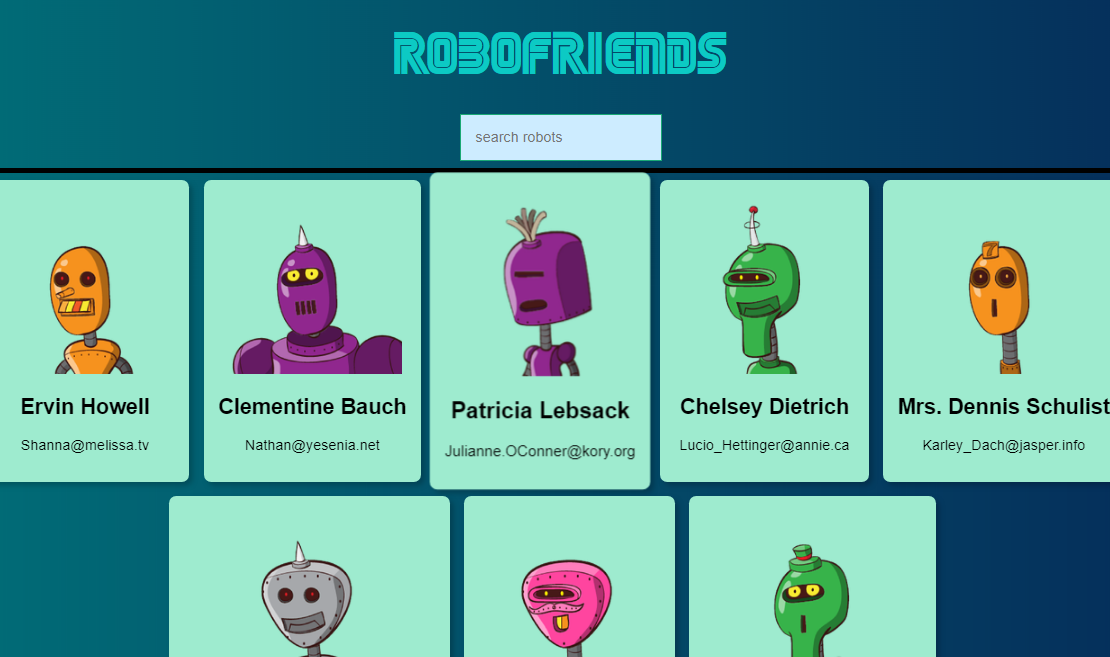 ROBOFRIENDS
search robots
Ervin Howell
Shanna@melissa.tv
Clementine Bauch
Nathan@yesenia.net
Patricia Lebsack
Julianne.OConner@kory.org
Chelsey Dietrich
Lucio_Hettinger@annie.ca
Mrs. Dennis Schulist
Karley_Dach@jasper.info